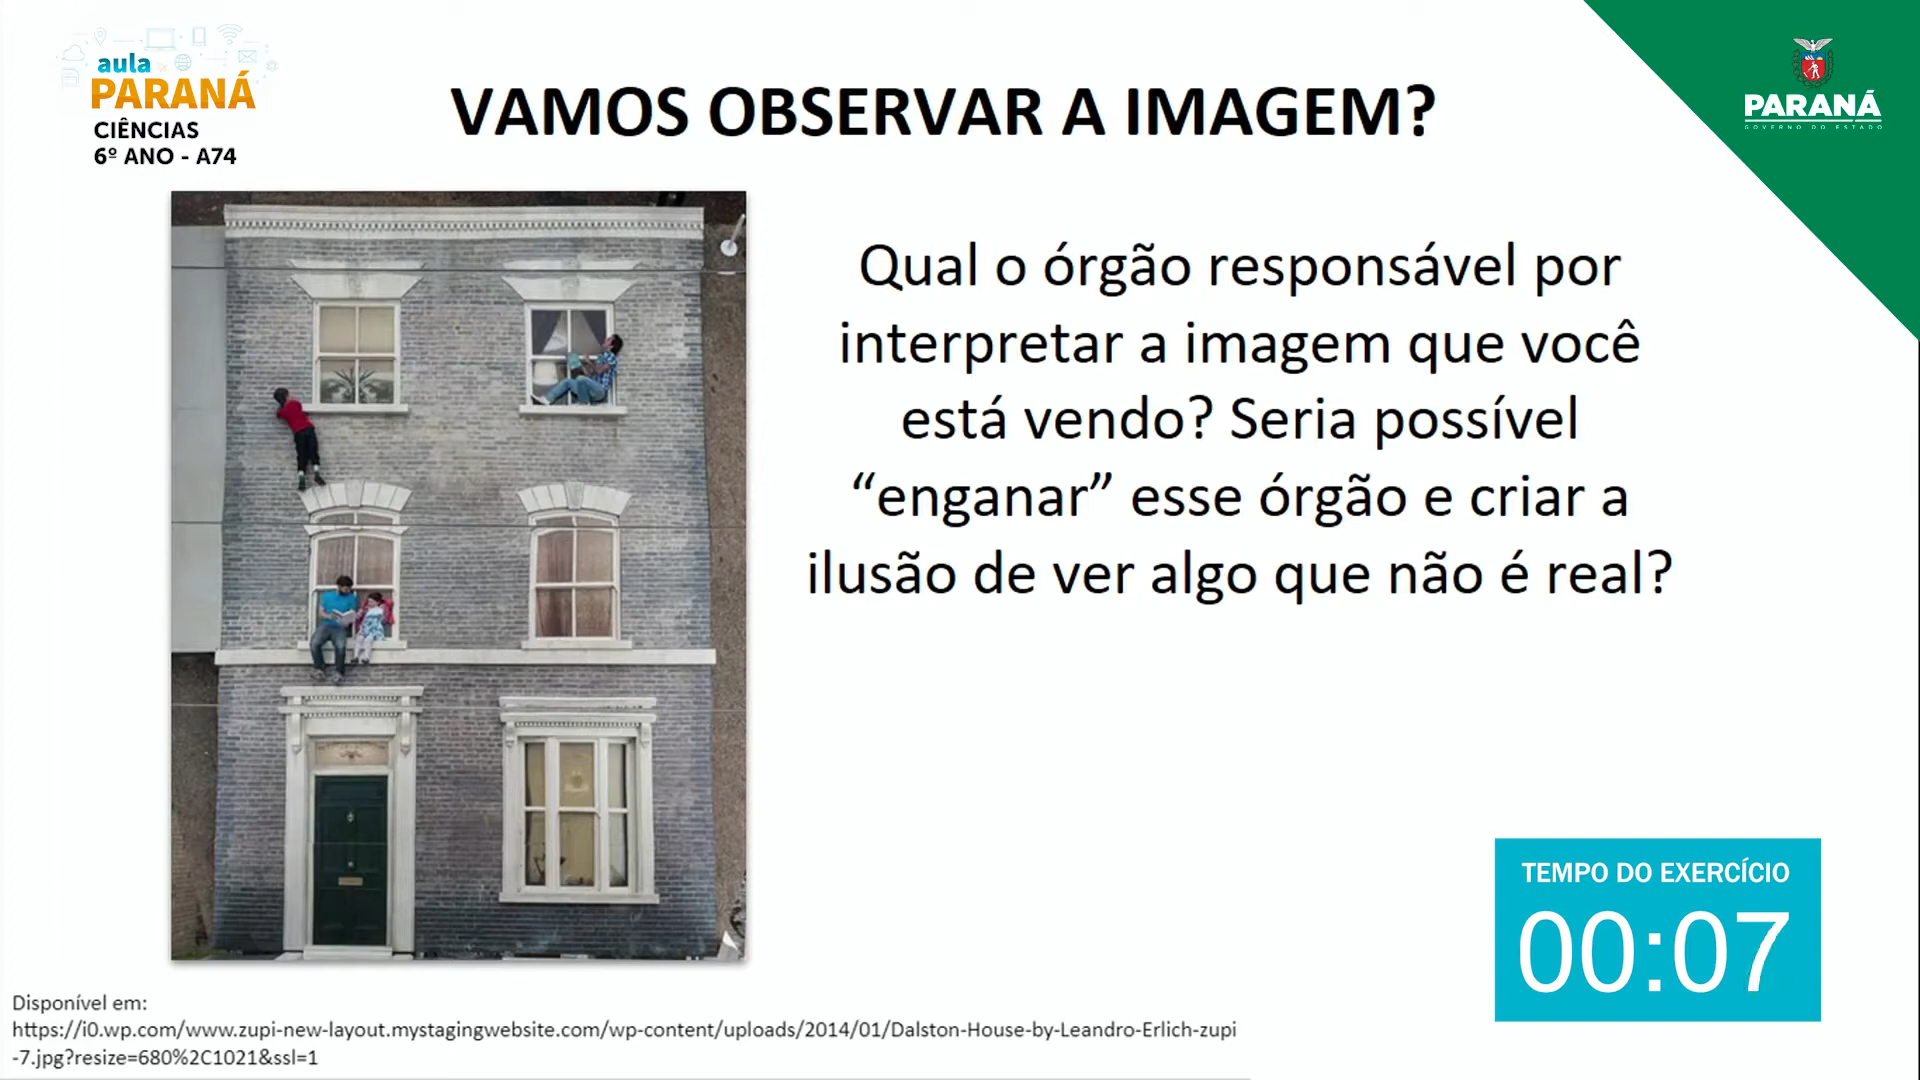 aula
PARANÁ
CIÊNCIAS
6º ANO - A74
VAMOS OBSERVAR A IMAGEM?
PARANÁ
GOVERNO DO ESTADO
Qual o órgão responsável por
interpretar a imagem que você
está vendo? Seria possível
“enganar” esse órgão e criar a
ilusão de ver algo que não é real?
TEMPO DO EXERCÍCIO
00:07
Disponível em:
https://i0.wp.com/www.zupi-new-layout.mystagingwebsite.com/wp-content/uploads/2014/01/Dalston-House-by-Leandro-Erlich-zupi
-7.jpg?resize=680%2C1021&ssl=1